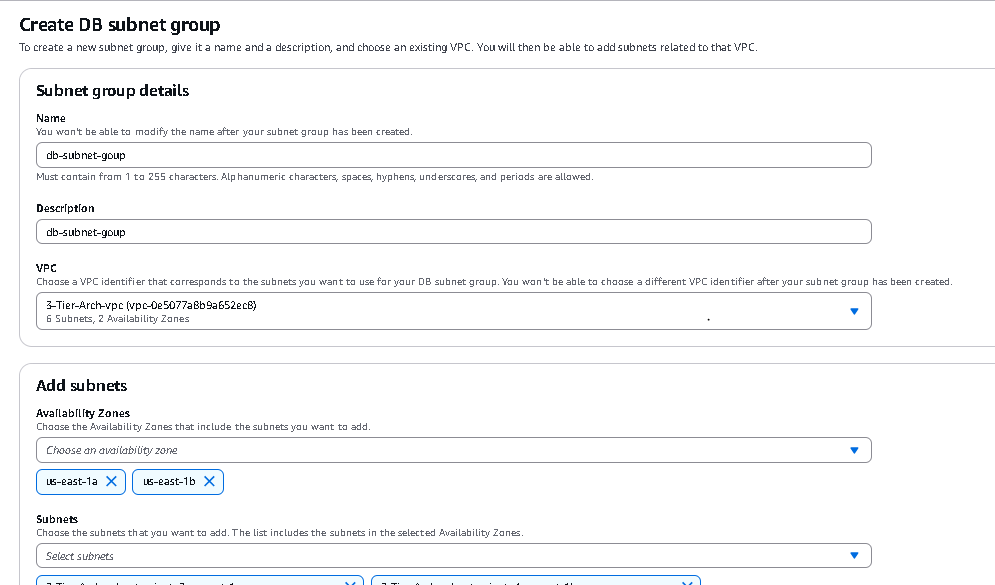 Create DB subnet group
To create a new subnet group, give it a name and a description, and choose an existing VPC. You will then be able to add subnets related to that VPC.
Subnet group details
Name
You won't be able to modify the name after your subnet group has been created.
db-subnet-goup
Must contain from 1 to 255 characters. Alphanumeric characters, spaces, hyphens, underscores, and periods are allowed.
Description
db-subnet-goup
VPC
Choose a VPC identifier that corresponds to the subnets you want to use for your DB subnet group. You won't be able to choose a different VPC identifier after your subnet group has been created.
3-Tier-Arch-vpc (vpc-0e5077a8b9a652ec8)
6 Subnets, 2 Availability Zones
Add subnets
Availability Zones
Choose the Availability Zones that include the subnets you want to add.
Choose an availability zone
us-east-1a
us-east-1b
Subnets
Choose the subnets that you want to add. The list includes the subnets in the selected Availability Zones.
Select subnets